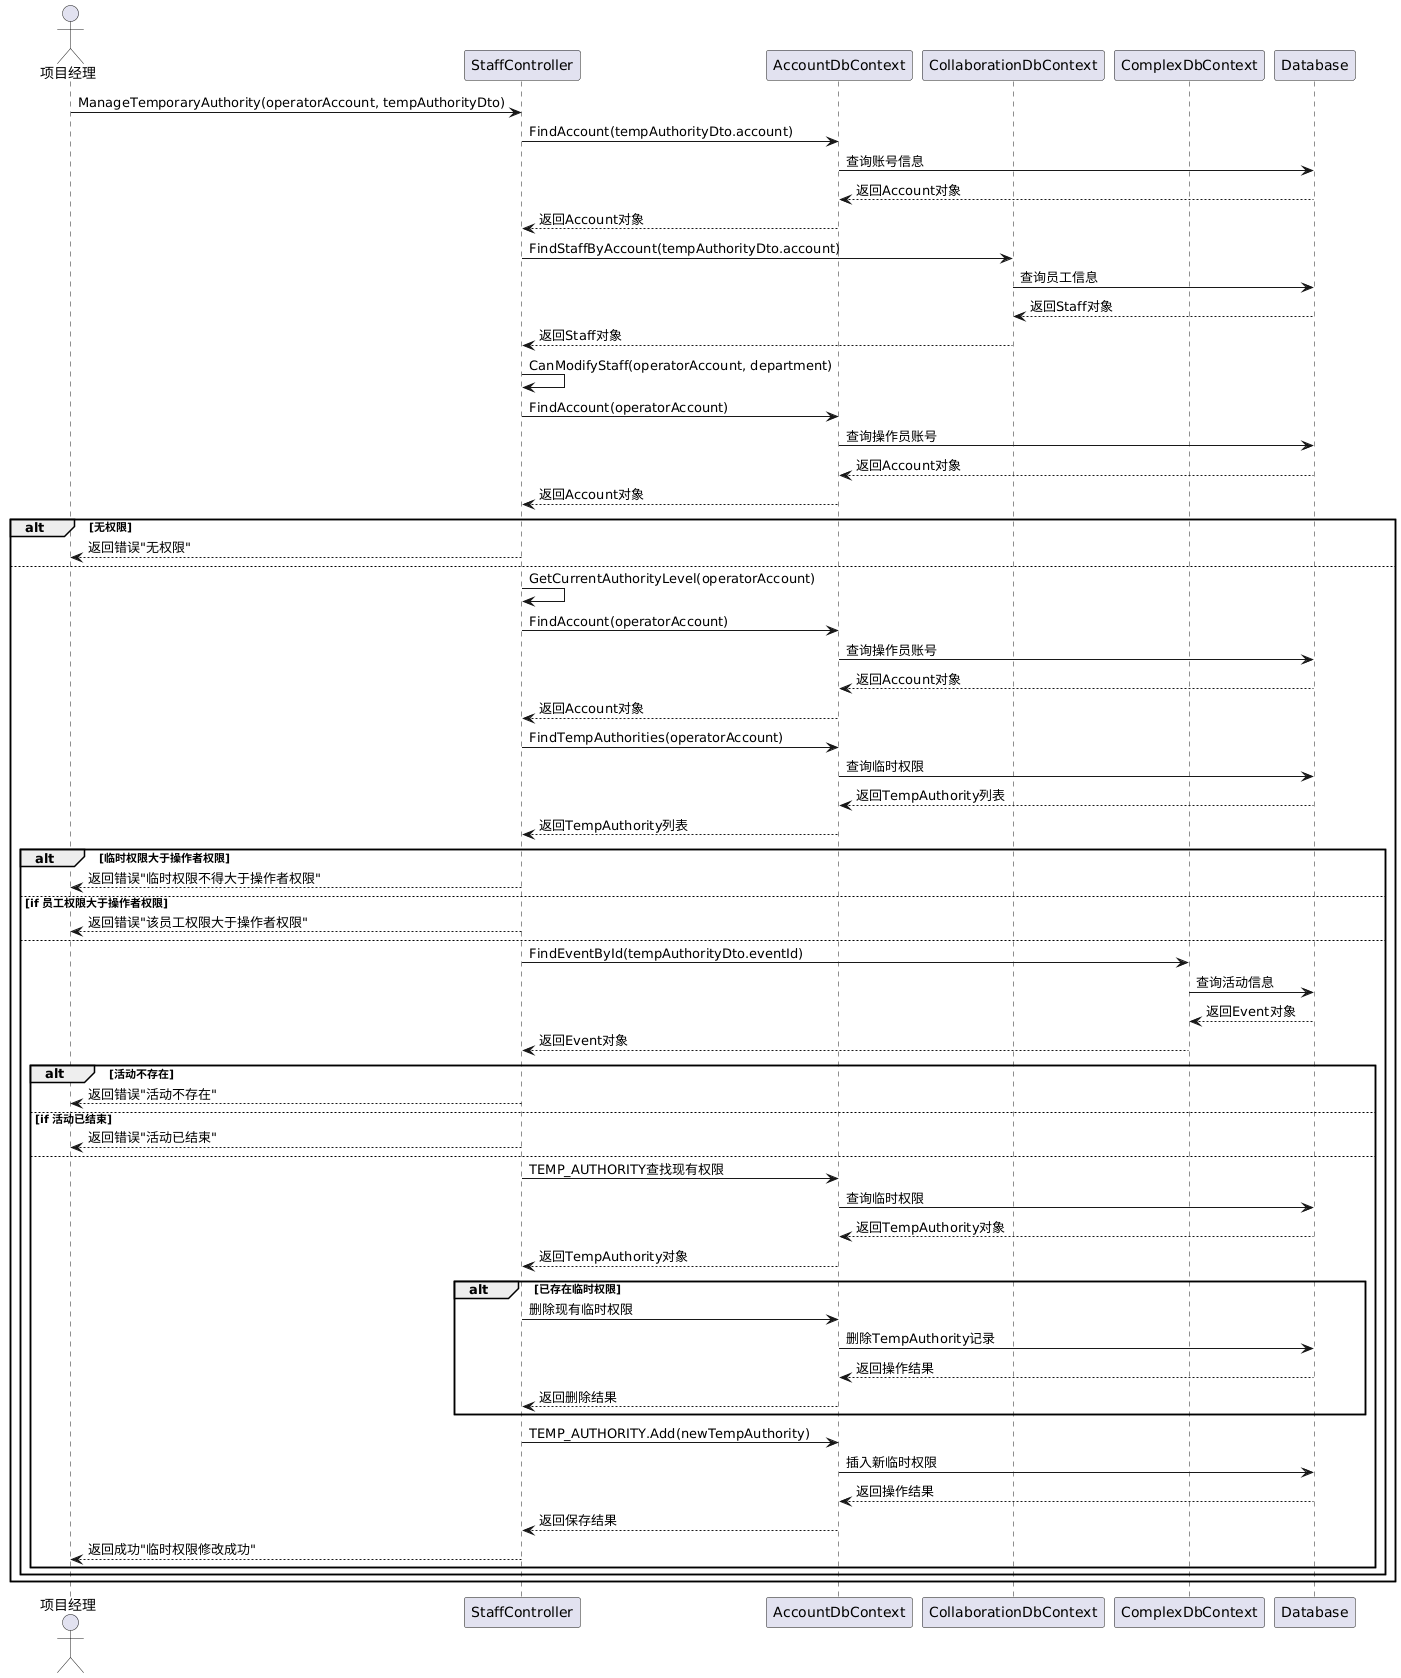 项目经理
StaffController
AccountDbContext
CollaborationDbContext
ComplexDbContext
Database
ManageTemporaryAuthority(operatorAccount, tempAuthorityDto)
FindAccount(tempAuthorityDto.account)
查询账号信息
返回Account对象
返回Account对象
FindStaffByAccount(tempAuthorityDto.account)
查询员工信息
返回Staff对象
返回Staff对象
CanModifyStaff(operatorAccount, department)
FindAccount(operatorAccount)
查询操作员账号
返回Account对象
返回Account对象
alt [无权限]
返回错误"无权限"
GetCurrentAuthorityLevel(operatorAccount)
FindAccount(operatorAccount)
查询操作员账号
返回Account对象
返回Account对象
FindTempAuthorities(operatorAccount)
查询临时权限
返回TempAuthority列表
返回TempAuthority列表
alt [临时权限大于操作者权限]
返回错误"临时权限不得大于操作者权限"
[if 员工权限大于操作者权限]
返回错误"该员工权限大于操作者权限"
FindEventById(tempAuthorityDto.eventId)
查询活动信息
返回Event对象
返回Event对象
alt [活动不存在]
返回错误"活动不存在"
[if 活动已结束]
返回错误"活动已结束"
TEMP_AUTHORITY查找现有权限
查询临时权限
返回TempAuthority对象
返回TempAuthority对象
alt [已存在临时权限]
删除现有临时权限
删除TempAuthority记录
返回操作结果
返回删除结果
TEMP_AUTHORITY.Add(newTempAuthority)
插入新临时权限
返回操作结果
返回保存结果
返回成功"临时权限修改成功"
项目经理
StaffController
AccountDbContext
CollaborationDbContext
ComplexDbContext
Database